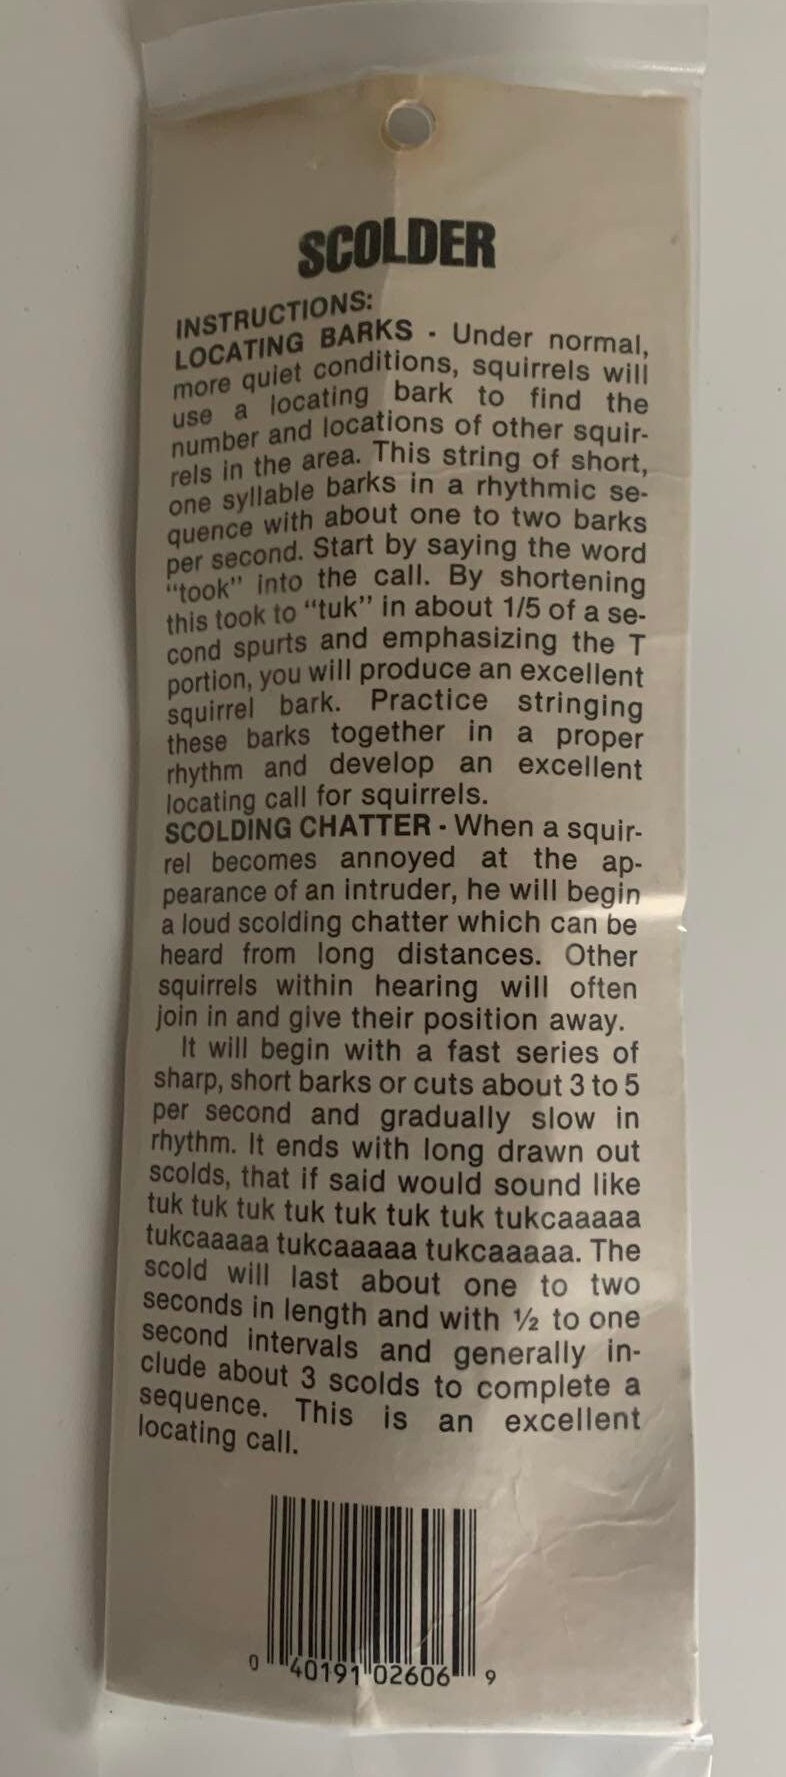 SCOLDER
INSTRUCTIONS:
LOCATING BARKS - Under normal,
more quiet conditions, squirrels will
use a locating bark to find the
number and locations of other squir-
rels in the area. This string of short,
one syllable barks in a rhythmic se-
quence with about one to two barks
per second. Start by saying the word
"took" into the call. By shortening
this took to "tuk" in about 1/5 of a se-
cond spurts and emphasizing the T
portion, you will produce an excellent
squirrel bark. Practice stringing
these barks together in a proper
rhythm and develop an excellent
locating call for squirrels.
SCOLDING CHATTER - When a squir-
rel becomes annoyed at the ap-
pearance of an intruder, he will begin
a loud scolding chatter which can be
heard from long distances. Other
squirrels within hearing will often
join in and give their position away.
It will begin with a fast series of
sharp, short barks or cuts about 3 to 5
per second and gradually slow in
rhythm. It ends with long drawn out
scolds, that if said would sound like
tuk tuk tuk tuk tuk tuk tuk tukcaaaaa
tukcaaaaa tukcaaaaa tukcaaaaa. The
scold will last about one to two
seconds in length and with ½ to one
second intervals and generally in-
clude about 3 scolds to complete a
sequence. This is an excellent
locating call.
0 40191 02606 9